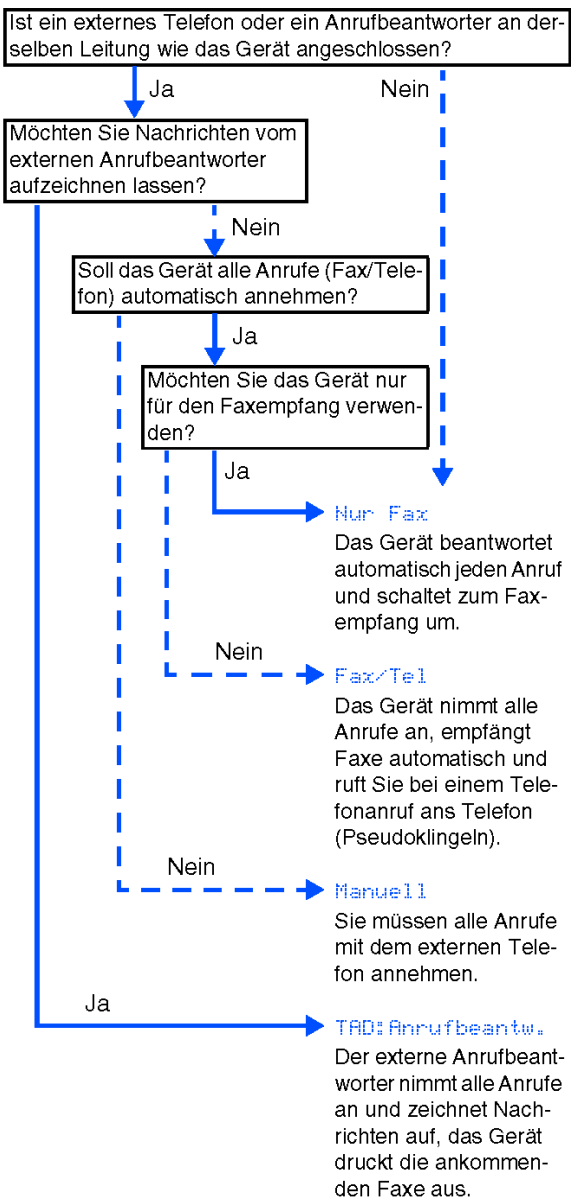 Ist ein externes Telefon oder ein Anrufbeantworter an der-
selben Leitung wie das Gerät angeschlossen?
Ja
Nein
Möchten Sie Nachrichten vom
externen Anrufbeantworter
aufzeichnen lassen?
Nein
Soll das Gerät alle Anrufe (Fax/Tele-
fon) automatisch annehmen?
Ja
Möchten Sie das Gerät nur
für den Faxempfang verwen-
den?
Ja
Nur Fax
Das Gerät beantwortet
automatisch jeden Anruf
und schaltet zum Fax-
empfang um.
Nein
Fax/Tel
Das Gerät nimmt alle
Anrufe an, empfängt
Faxe automatisch und
ruft Sie bei einem Tele-
fonanruf ans Telefon
(Pseudoklingeln).
Nein
Manuell
Sie müssen alle Anrufe
mit dem externen Tele-
fon annehmen.
Ja
TAD:Anrufbeantw.
Der externe Anrufbeant-
worter nimmt alle Anrufe
an und zeichnet Nach-
richten auf, das Gerät
druckt die ankommen-
den Faxe aus.